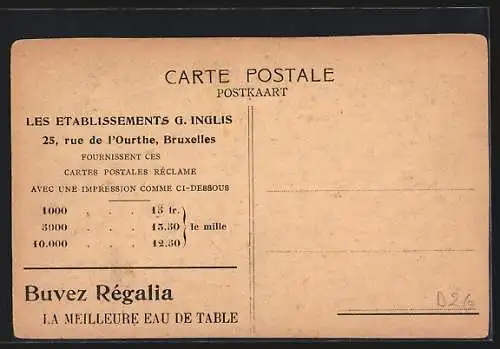 CARTE POSTALE
POSTKAART
LES ETABLISSEMENTS G. INGLIS
25, rue de l'Ourthe, Bruxelles
FOURNISSENT CES
CARTES POSTALES RÉCLAME
AVEC UNE IMPRESSION COMME CI-DESSOUS
1000 . . . 15 fr.
5000 . . . 13.50 le mille
10.000 . . . 12.50
Buvez Régalia
LA MEILLEURE EAU DE TABLE
D26